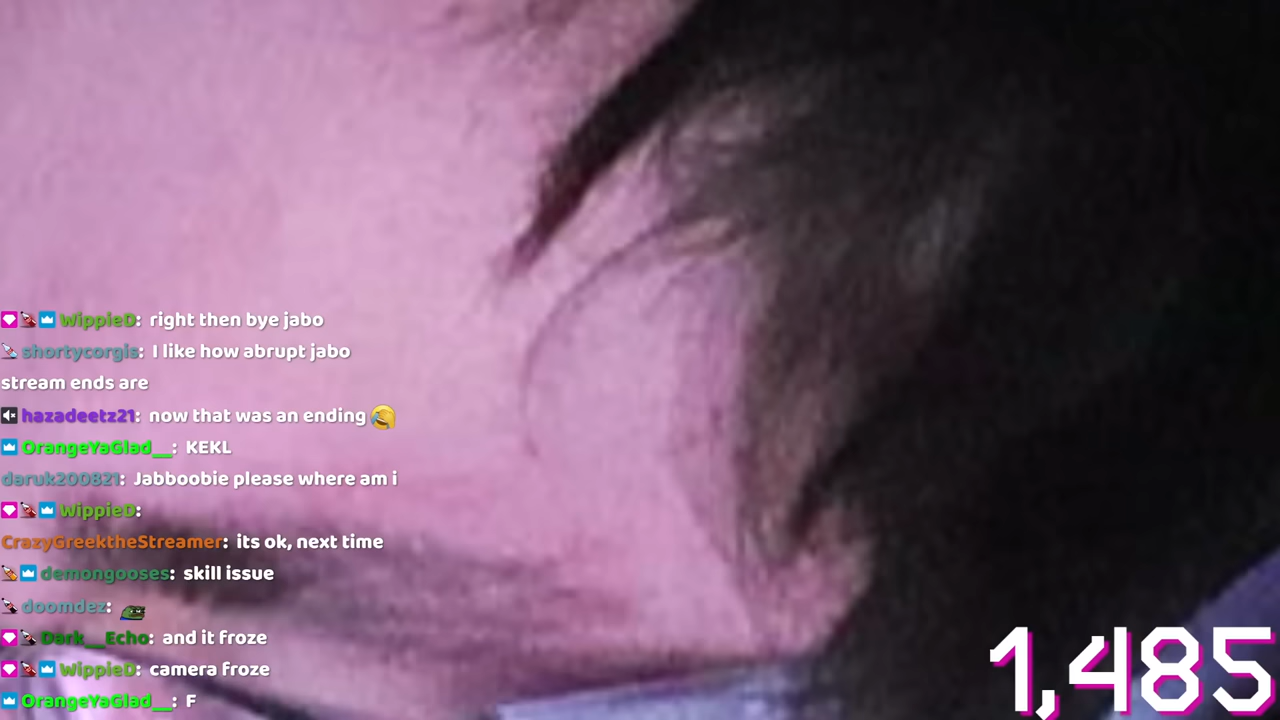 WippieD: right then bye jabo
shortycorgis: I like how abrupt jabo
stream ends are
hazadeetz21: now that was an ending
OrangeYaGlad__: KEKL
daruk200821: Jabboobie please where am i
WippieD:
CrazyGreektheStreamer: its ok, next time
demongooses: skill issue
doomdez:
Dark__Echo: and it froze
WippieD: camera froze
OrangeYaGlad__: F
1,485